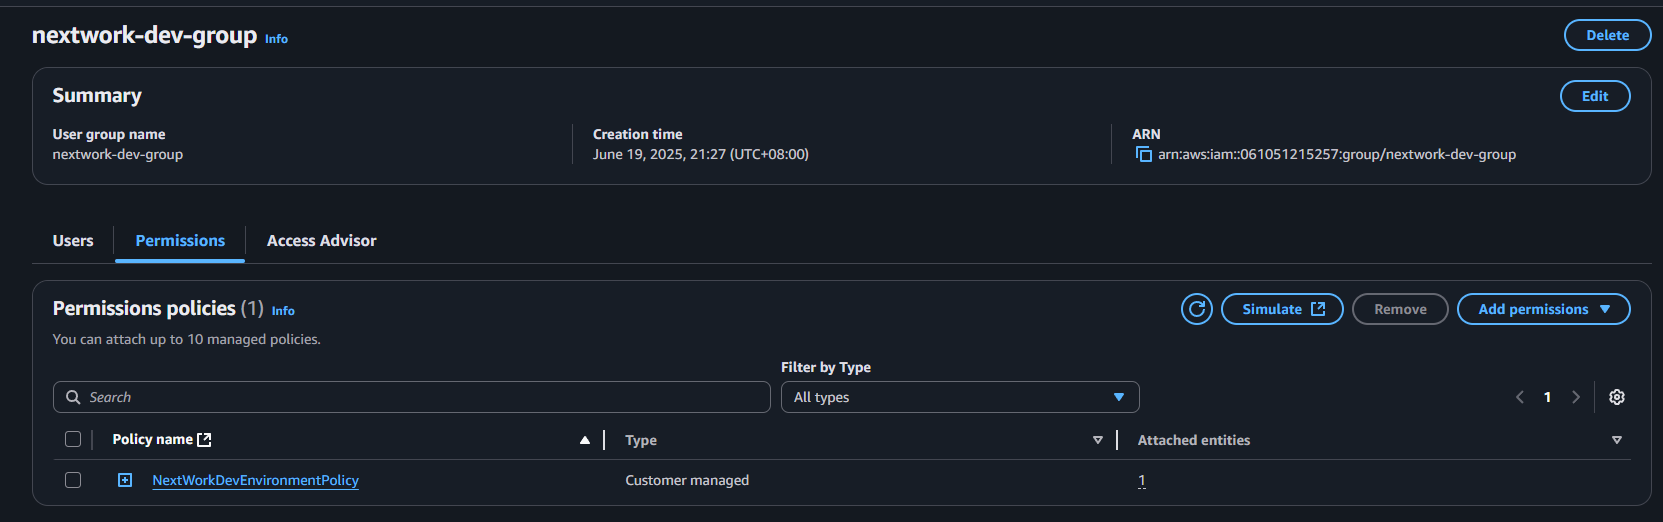 nextwork-dev-group Info
Delete
Summary
Edit
User group name
nextwork-dev-group
Creation time
June 19, 2025, 21:27 (UTC+08:00)
ARN
arn:aws:iam::061051215257:group/nextwork-dev-group
Users
Permissions
Access Advisor
Permissions policies (1) Info
Simulate
Remove
Add permissions
You can attach up to 10 managed policies.
Filter by Type
Search
All types
1
Policy name
Type
Attached entities
NextWorkDevEnvironmentPolicy
Customer managed
1